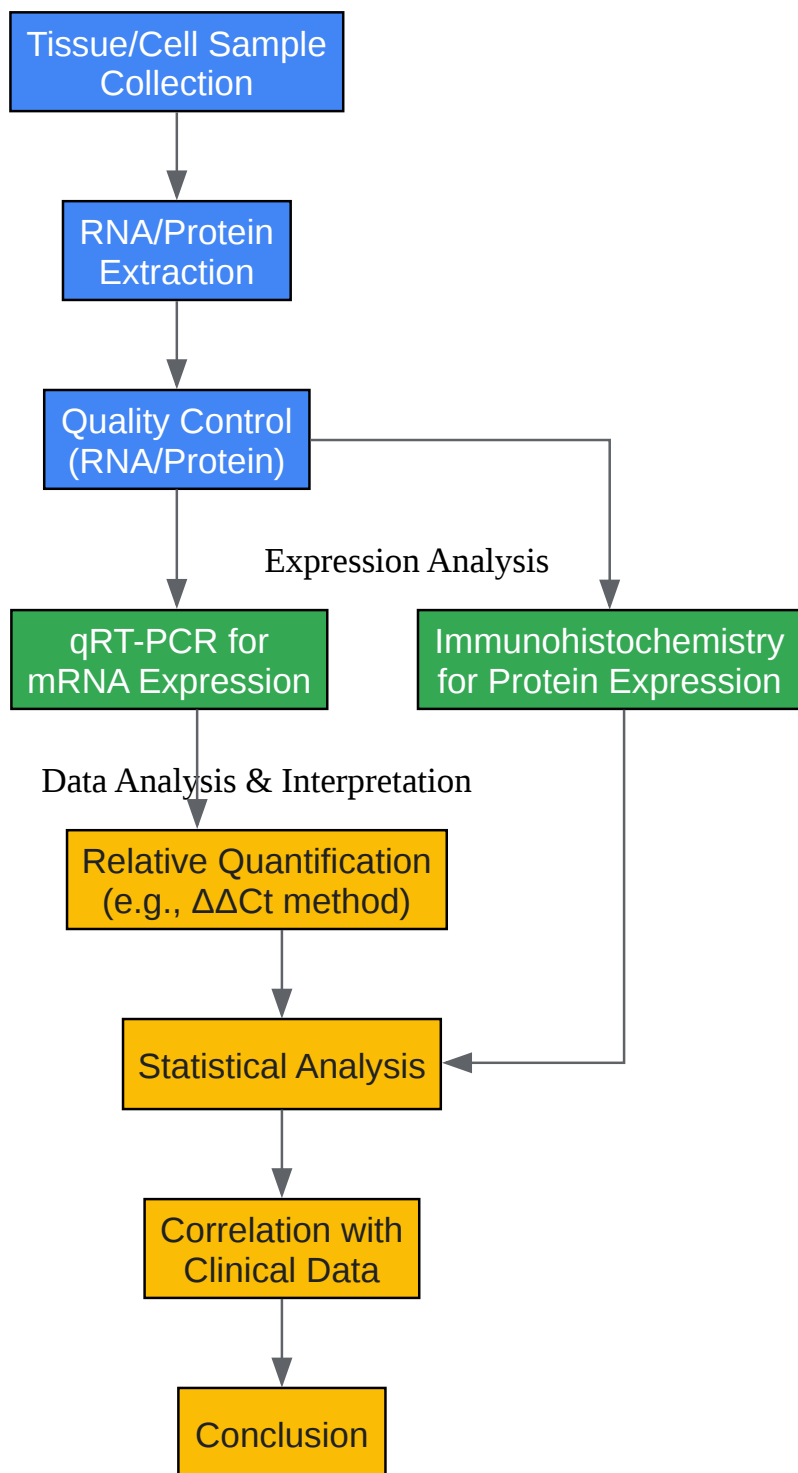 Tissue/Cell Sample
Collection
RNA/Protein
Extraction
Quality Control
(RNA/Protein)
Expression Analysis
qRT-PCR for
mRNA Expression
Immunohistochemistry
for Protein Expression
Data Analysis & Interpretation
Relative Quantification
(e.g., ΔΔCt method)
Statistical Analysis
Correlation with
Clinical Data
Conclusion